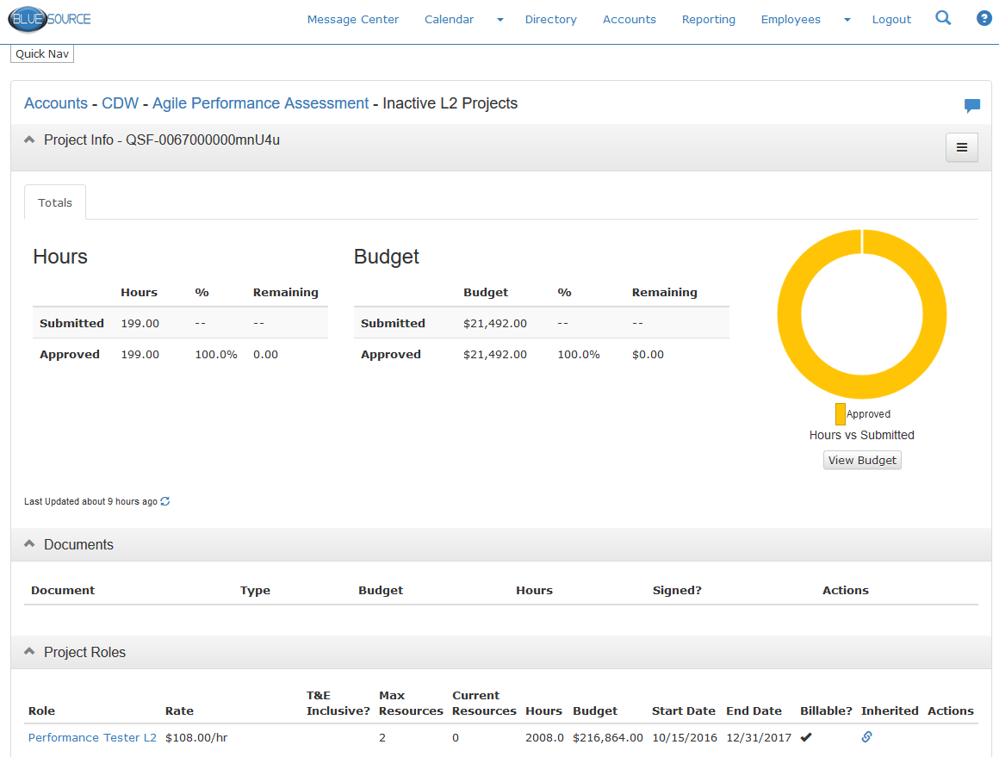 BLUE SOURCE Message Center Calendar Directory Accounts Reporting Employees Logout ?
Quick Nav
Accounts - CDW - Agile Performance Assessment - Inactive L2 Projects
Project Info - QSF-0067000000mnU4u
Totals
Hours
Hours % Remaining
Submitted 199.00 -- --
Approved 199.00 100.0% 0.00
Budget
Budget % Remaining
Submitted $21,492.00 -- --
Approved $21,492.00 100.0% $0.00
Approved
Hours vs Submitted
View Budget
Last Updated about 9 hours ago
Documents
Document Type Budget Hours Signed? Actions
Project Roles
Role Rate T&E Inclusive? Max Resources Current Resources Hours Budget Start Date End Date Billable? Inherited Actions
Performance Tester L2 $108.00/hr 2 0 2008.0 $216,864.00 10/15/2016 12/31/2017